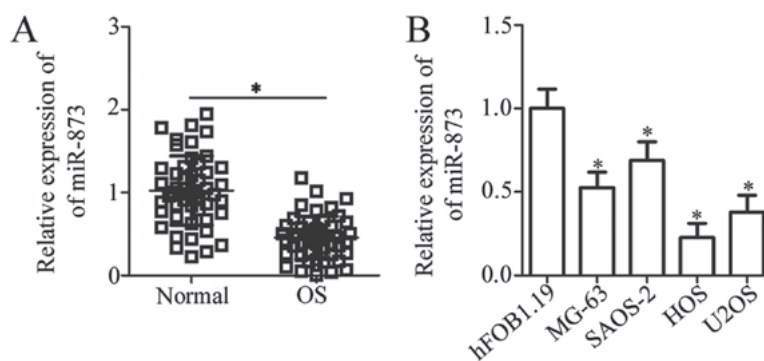 A
Relative expression of
of miR-873
3
2
1
0
*
Normal
OS
B
Relative expression of
of miR-873
1.5
1.0
0.5
0.0
*
*
*
*
hFOB1.19
MG-63
SAOS-2
HOS
U2OS